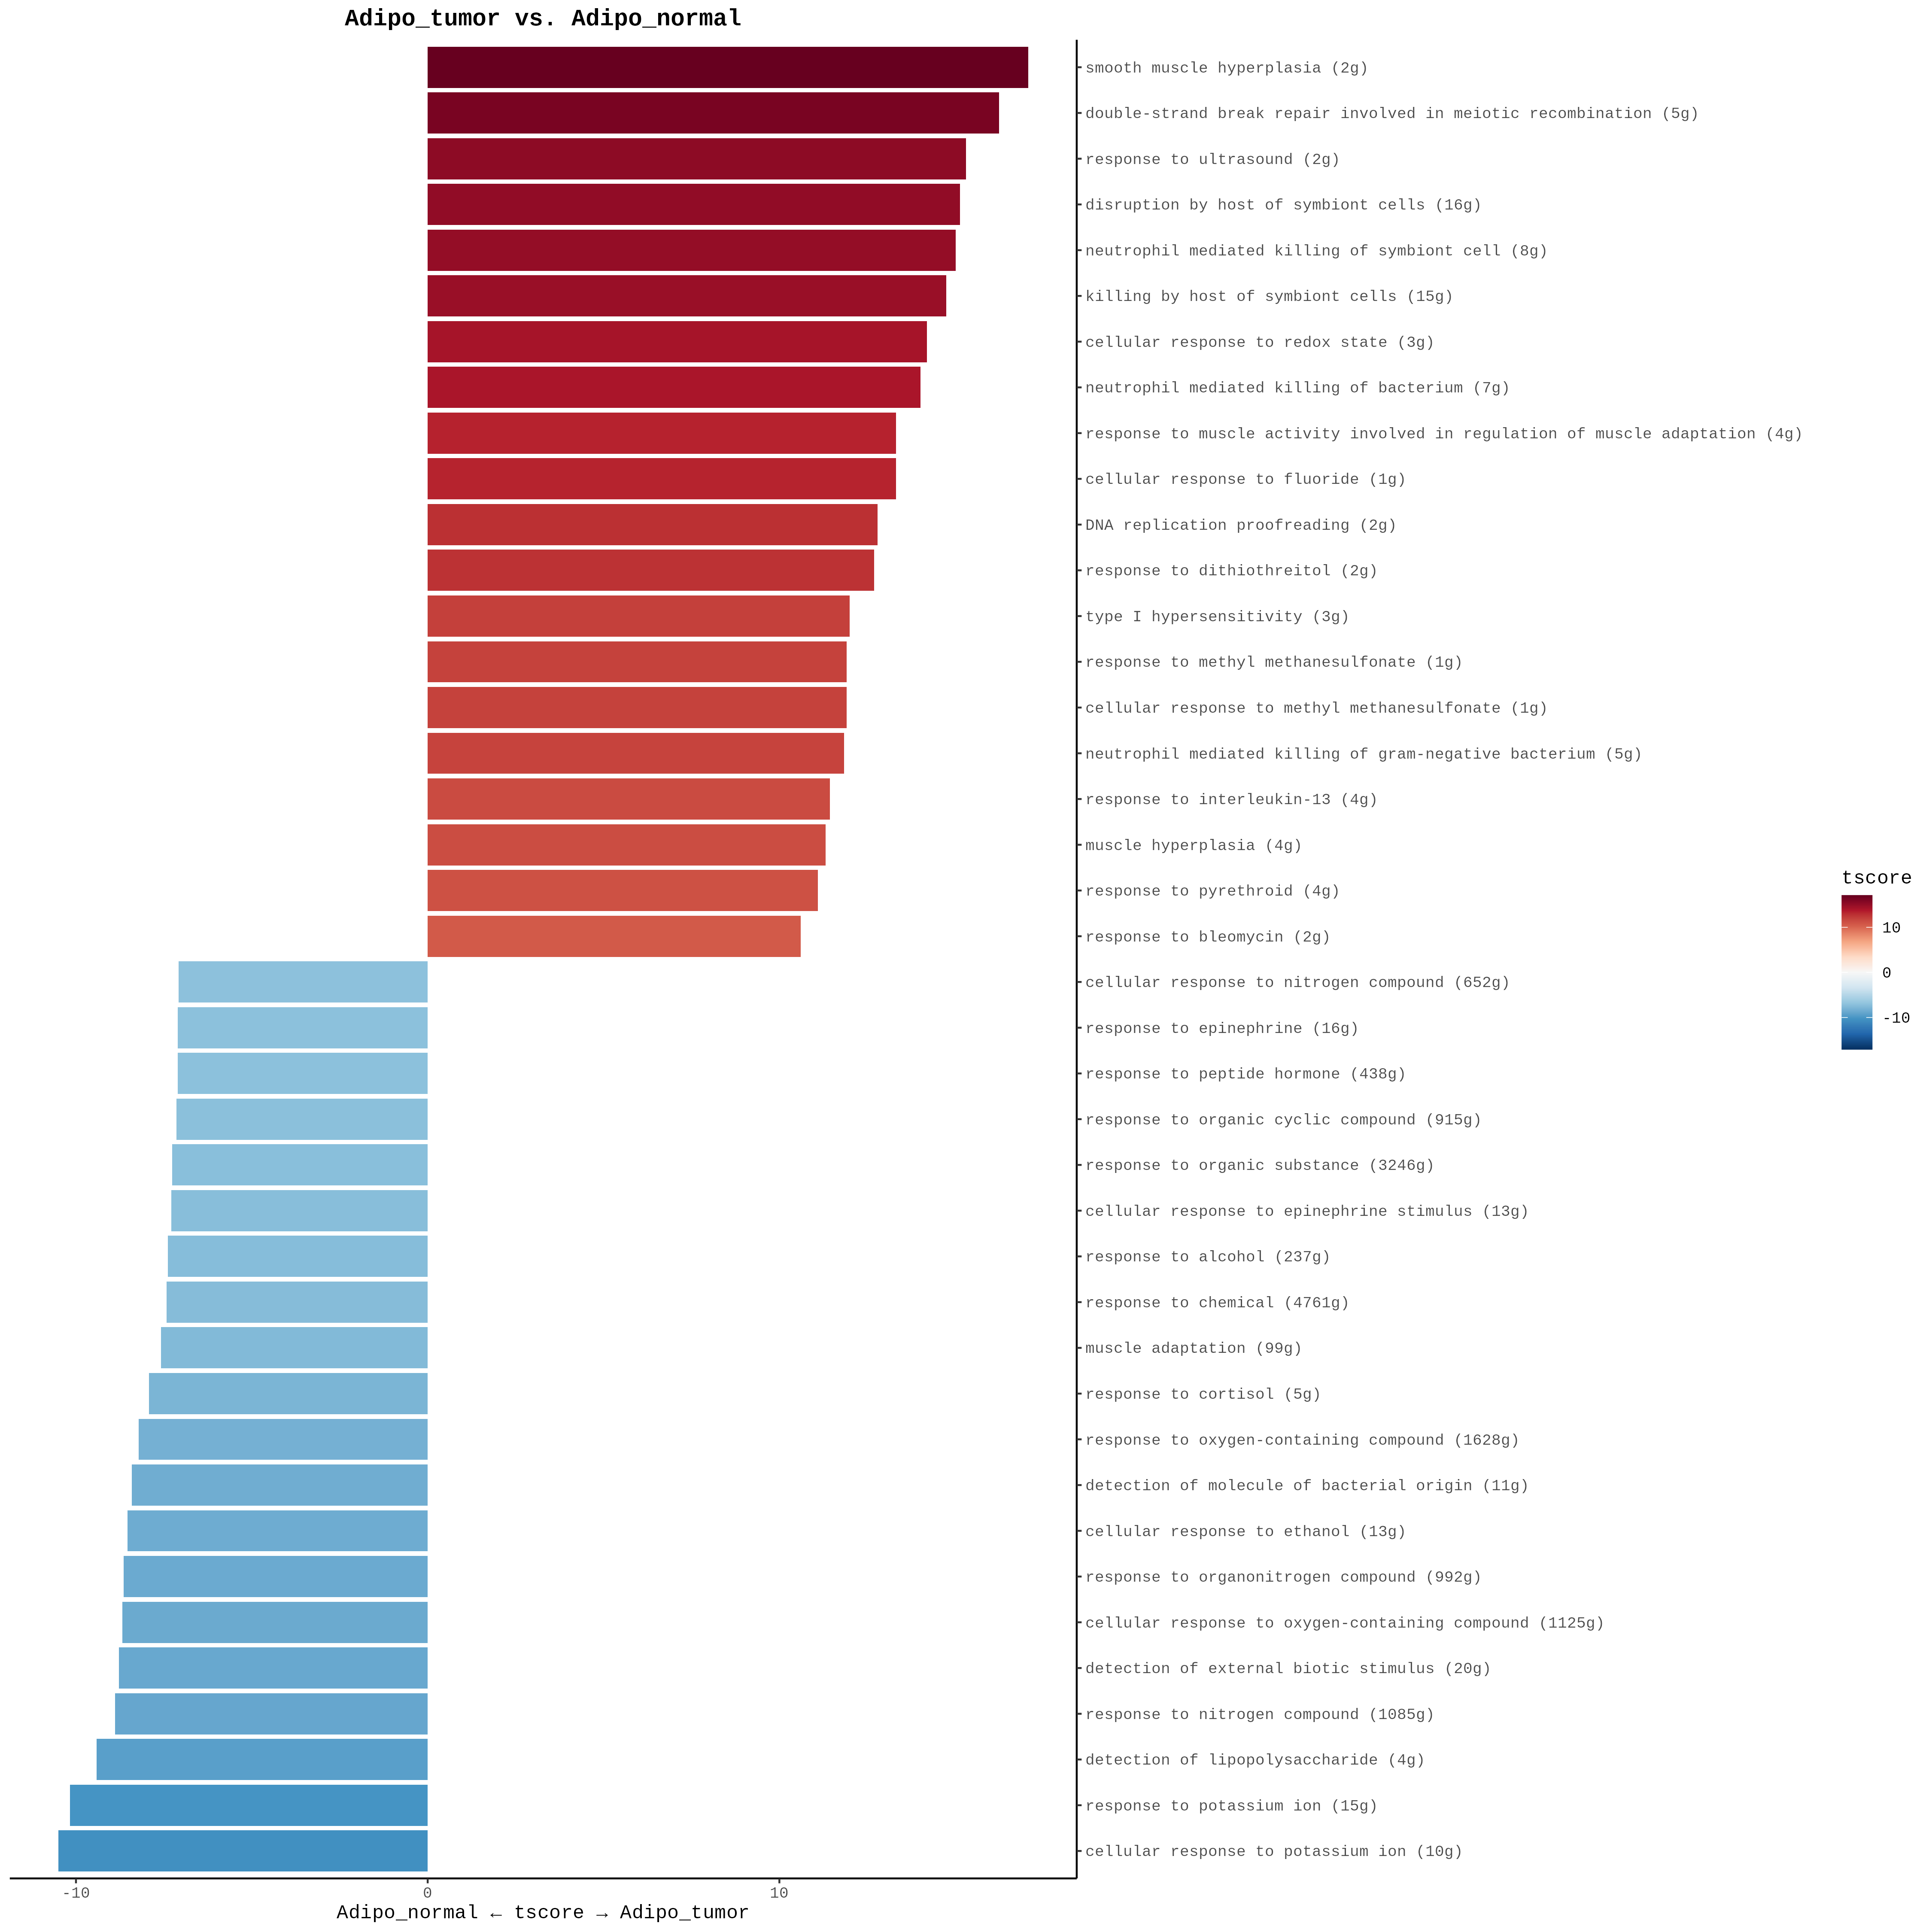 Adipo_tumor vs. Adipo_normal
smooth muscle hyperplasia (2g)
double-strand break repair involved in meiotic recombination (5g)
response to ultrasound (2g)
disruption by host of symbiont cells (16g)
neutrophil mediated killing of symbiont cell (8g)
killing by host of symbiont cells (15g)
cellular response to redox state (3g)
neutrophil mediated killing of bacterium (7g)
response to muscle activity involved in regulation of muscle adaptation (4g)
cellular response to fluoride (1g)
DNA replication proofreading (2g)
response to dithiothreitol (2g)
type I hypersensitivity (3g)
response to methyl methanesulfonate (1g)
cellular response to methyl methanesulfonate (1g)
neutrophil mediated killing of gram-negative bacterium (5g)
response to interleukin-13 (4g)
muscle hyperplasia (4g)
response to pyrethroid (4g)
response to bleomycin (2g)
cellular response to nitrogen compound (652g)
response to epinephrine (16g)
response to peptide hormone (438g)
response to organic cyclic compound (915g)
response to organic substance (3246g)
cellular response to epinephrine stimulus (13g)
response to alcohol (237g)
response to chemical (4761g)
muscle adaptation (99g)
response to cortisol (5g)
response to oxygen-containing compound (1628g)
detection of molecule of bacterial origin (11g)
cellular response to ethanol (13g)
response to organonitrogen compound (992g)
cellular response to oxygen-containing compound (1125g)
detection of external biotic stimulus (20g)
response to nitrogen compound (1085g)
detection of lipopolysaccharide (4g)
response to potassium ion (15g)
cellular response to potassium ion (10g)
-10 0 10
Adipo_normal ← tscore → Adipo_tumor
tscore
10
0
-10